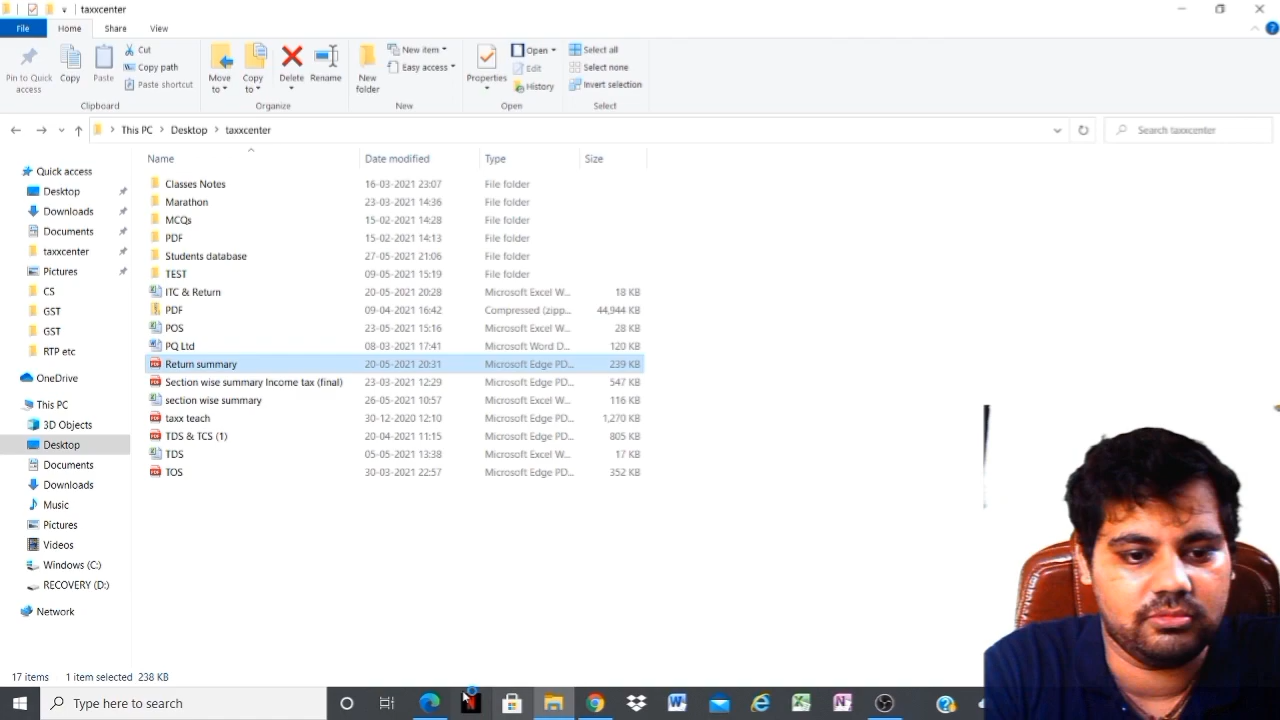 taxxcenter
File Home Share View
Pin to Quick access
Copy
Paste
Cut
Copy path
Paste shortcut
Clipboard
Move to
Copy to
Delete
Rename
Organize
New folder
New item
Easy access
New
Properties
Open
Edit
History
Open
Select all
Select none
Invert selection
Select
This PC Desktop taxxcenter
Search taxxcenter
Quick access
Desktop
Downloads
Documents
taxxcenter
Pictures
CS
GST
GST
RTP etc
OneDrive
This PC
3D Objects
Desktop
Documents
Downloads
Music
Pictures
Videos
Windows (C:)
RECOVERY (D:)
Network
Name Date modified Type Size
Classes Notes 16-03-2021 23:07 File folder
Marathon 23-03-2021 14:36 File folder
MCQs 15-02-2021 14:28 File folder
PDF 15-02-2021 14:13 File folder
Students database 27-05-2021 21:06 File folder
TEST 09-05-2021 15:19 File folder
ITC & Return 20-05-2021 20:28 Microsoft Excel W... 18 KB
PDF 09-04-2021 16:42 Compressed (zipp... 44,944 KB
POS 23-05-2021 15:16 Microsoft Excel W... 28 KB
PQ Ltd 08-03-2021 17:41 Microsoft Word D... 120 KB
Return summary 20-05-2021 20:31 Microsoft Edge PD... 239 KB
Section wise summary Income tax (final) 23-03-2021 12:29 Microsoft Edge PD... 547 KB
section wise summary 26-05-2021 10:57 Microsoft Excel W... 116 KB
taxx teach 30-12-2020 12:10 Microsoft Edge PD... 1,270 KB
TDS & TCS (1) 20-04-2021 11:15 Microsoft Edge PD... 805 KB
TDS 05-05-2021 13:38 Microsoft Excel W... 17 KB
TOS 30-03-2021 22:57 Microsoft Edge PD... 352 KB
17 items 1 item selected 238 KB
Type here to search